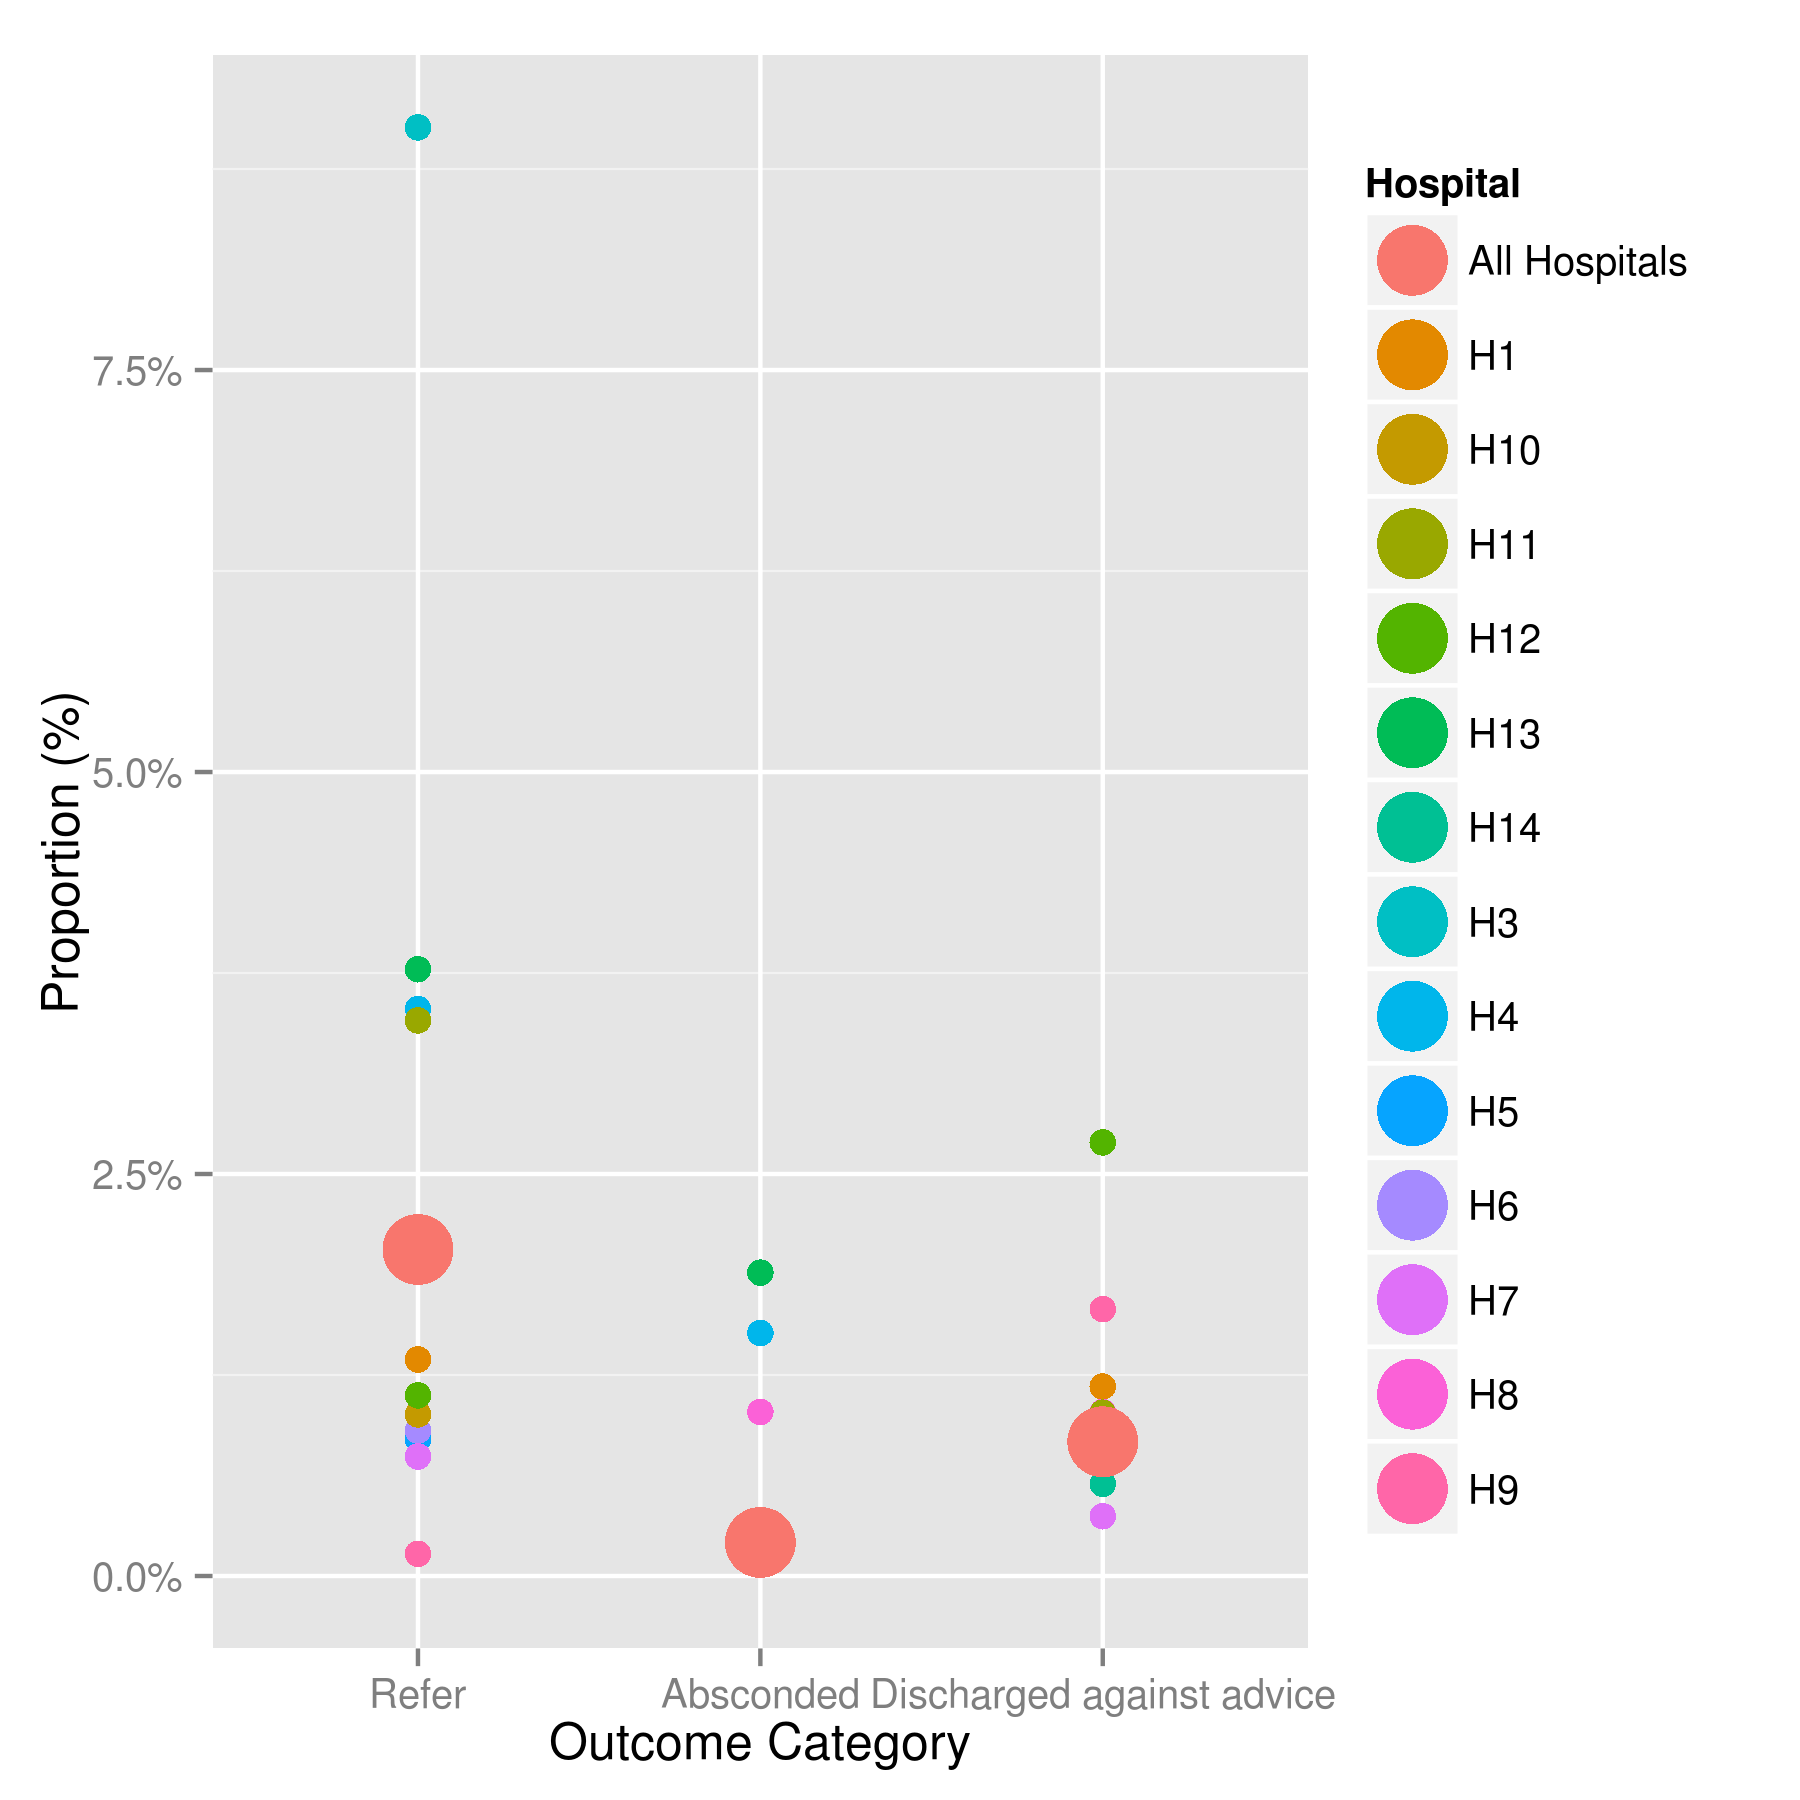 Proportion (%)
7.5%
5.0%
2.5%
0.0%
Refer
Absconded
Discharged against advice
Outcome Category
Hospital
All Hospitals
H1
H10
H11
H12
H13
H14
H3
H4
H5
H6
H7
H8
H9